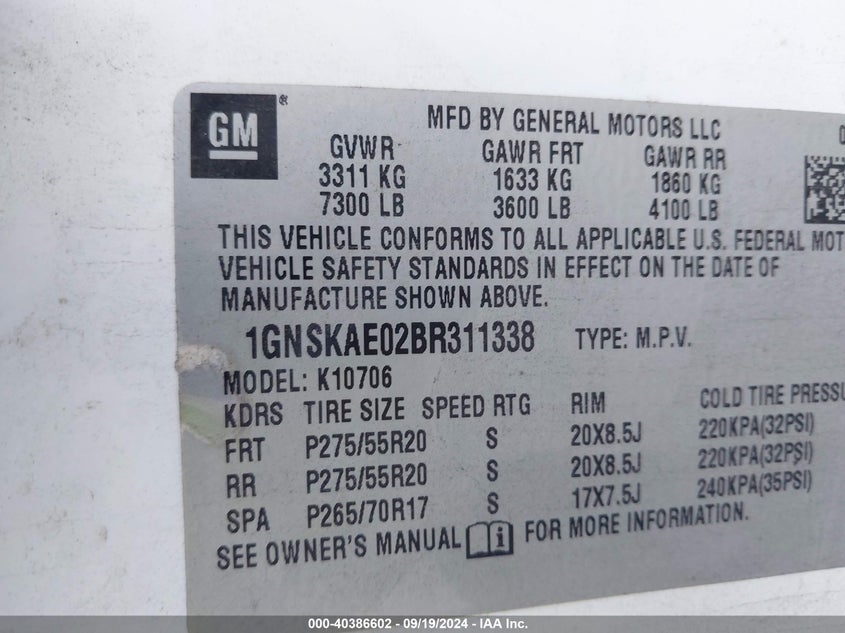 GM ®
MFD BY GENERAL MOTORS LLC
GVWR GAWR FRT GAWR RR
3311 KG 1633 KG 1860 KG
7300 LB 3600 LB 4100 LB
THIS VEHICLE CONFORMS TO ALL APPLICABLE U.S. FEDERAL MOT
VEHICLE SAFETY STANDARDS IN EFFECT ON THE DATE OF
MANUFACTURE SHOWN ABOVE.
1GNSKAE02BR311338 TYPE: M.P.V.
MODEL: K10706
KDRS TIRE SIZE SPEED RTG RIM COLD TIRE PRESSU
FRT P275/55R20 S 20X8.5J 220KPA(32PSI)
RR P275/55R20 S 20X8.5J 220KPA(32PSI)
SPA P265/70R17 S 17X7.5J 240KPA(35PSI)
SEE OWNER'S MANUAL i FOR MORE INFORMATION.
000-40386602 - 09/19/2024 - IAA Inc.